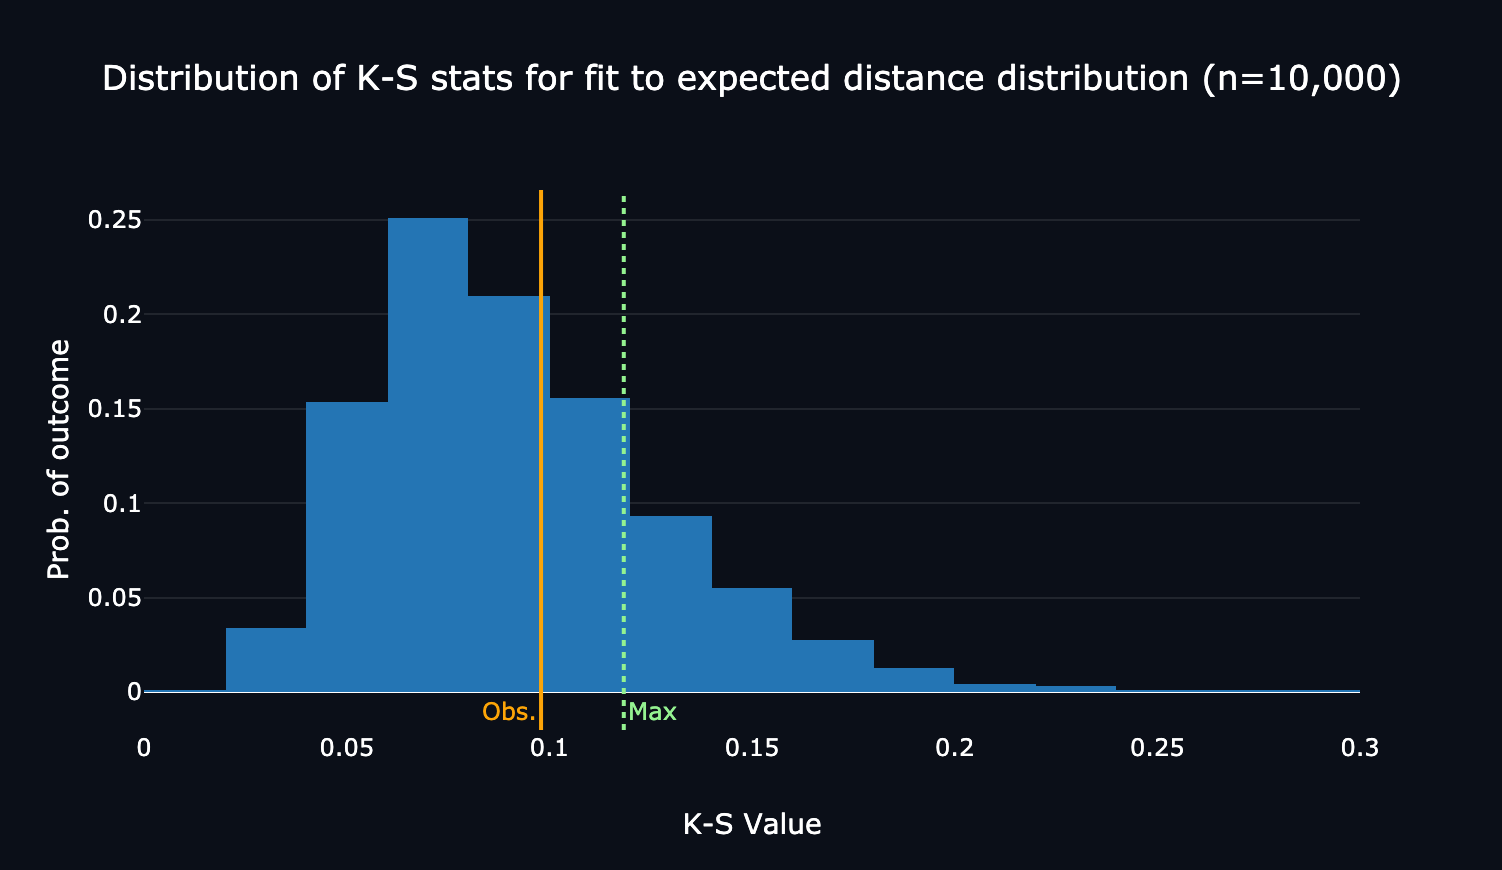 Distribution of K-S stats for fit to expected distance distribution (n=10,000)
Prob. of outcome
0.25
0.2
0.15
0.1
0.05
0
Obs.
Max
0 0.05 0.1 0.15 0.2 0.25 0.3
K-S Value